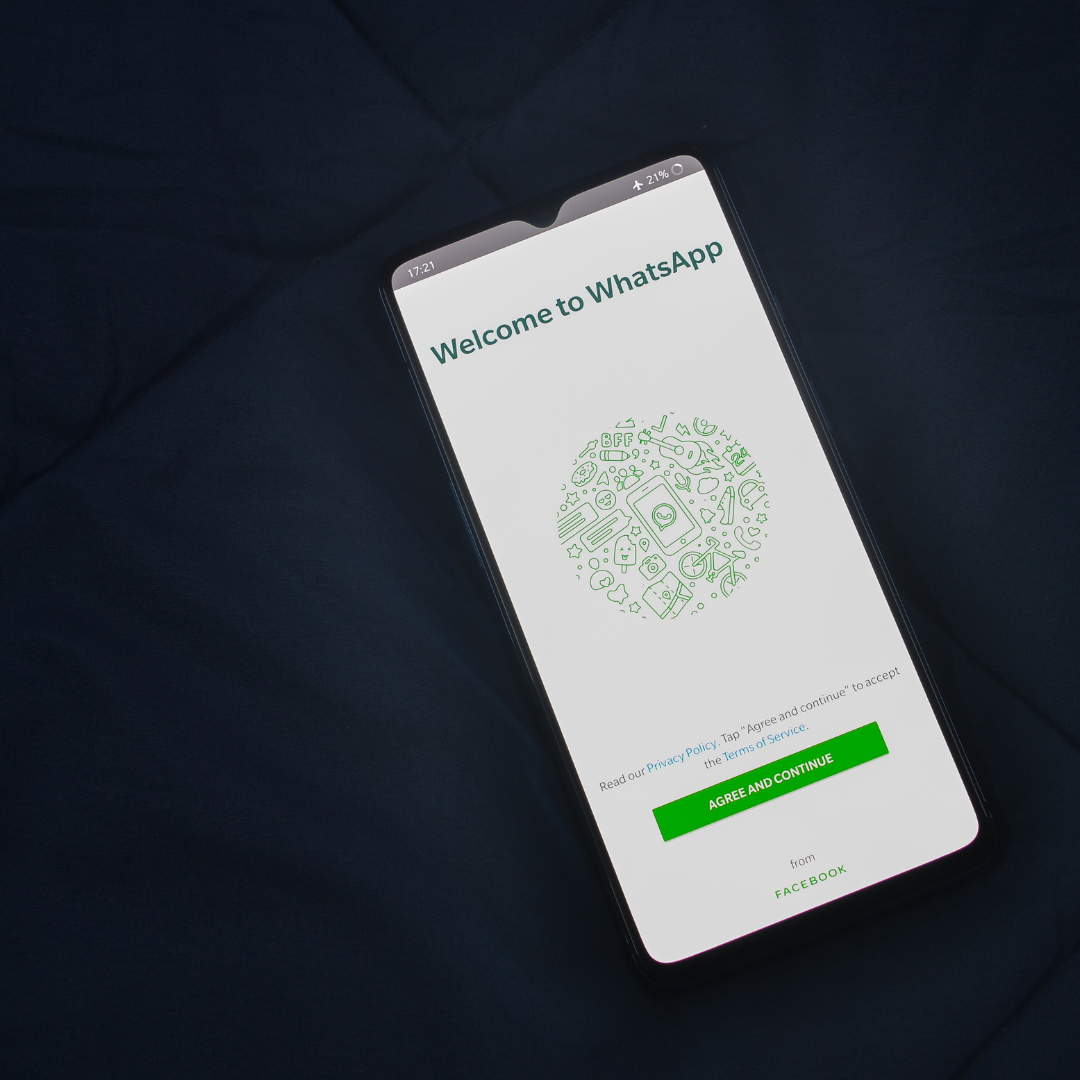 17:21
21%
Welcome to WhatsApp
BFF
24
Read our Privacy Policy. Tap "Agree and continue" to accept
the Terms of Service.
AGREE AND CONTINUE
from
FACEBOOK